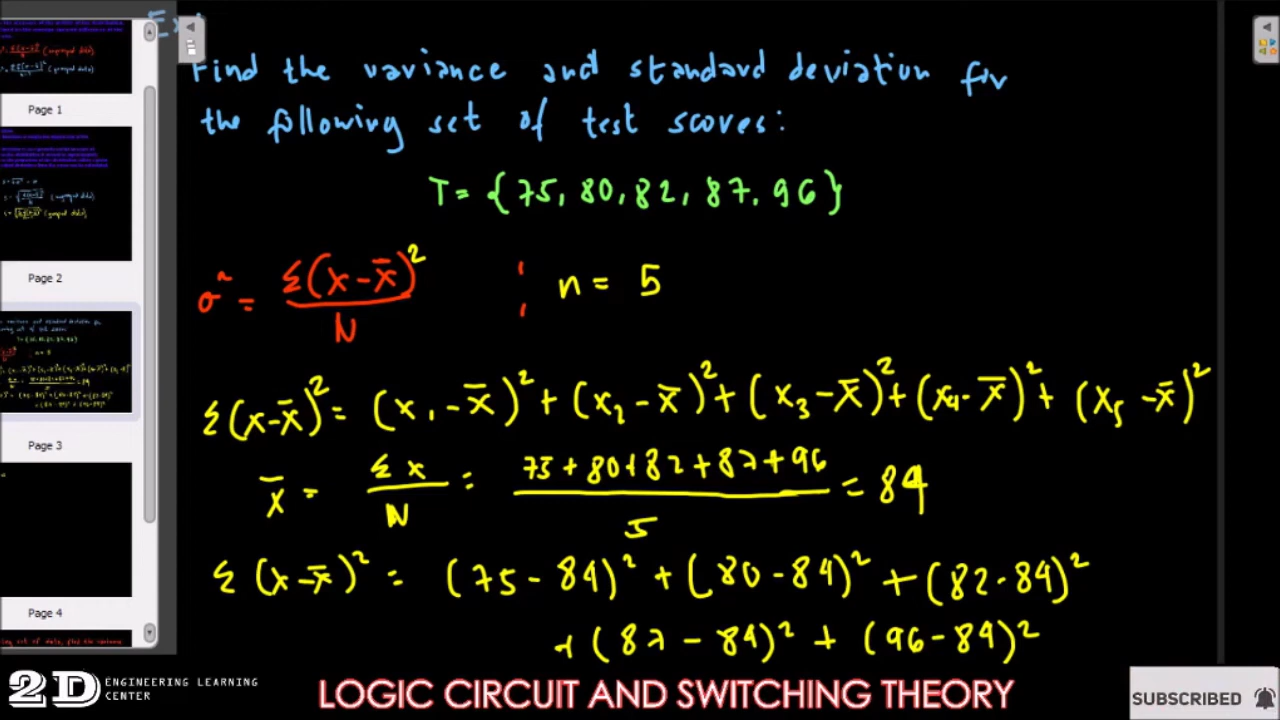 Find the variance and standard deviation for
the following set of test scores:
T = {75, 80, 82, 87, 96}
σ² = Σ(x-x̄)² / N ; n = 5
Σ(x-x̄)² = (x₁-x̄)² + (x₂-x̄)² + (x₃-x̄)² + (x₄-x̄)² + (x₅-x̄)²
x̄ = Σx / N = 75+80+82+87+96 / 5 = 84
Σ(x-x̄)² = (75-84)² + (80-84)² + (82-84)²
+ (87-84)² + (96-84)²
Page 1
Page 2
Page 3
Page 4
2D ENGINEERING LEARNING
CENTER
LOGIC CIRCUIT AND SWITCHING THEORY
SUBSCRIBED